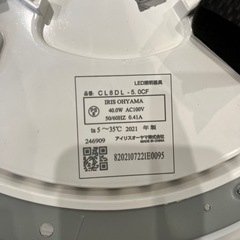 LED照明器具
品番: CL8DL-5.0CF
IRIS OHYAMA
40.0W AC100V
50/60HZ 0.41A
ta 5～35℃ 2021 年製
246909 アイリスオーヤマ株式会社
MADE IN CHINA
8202107221E0095